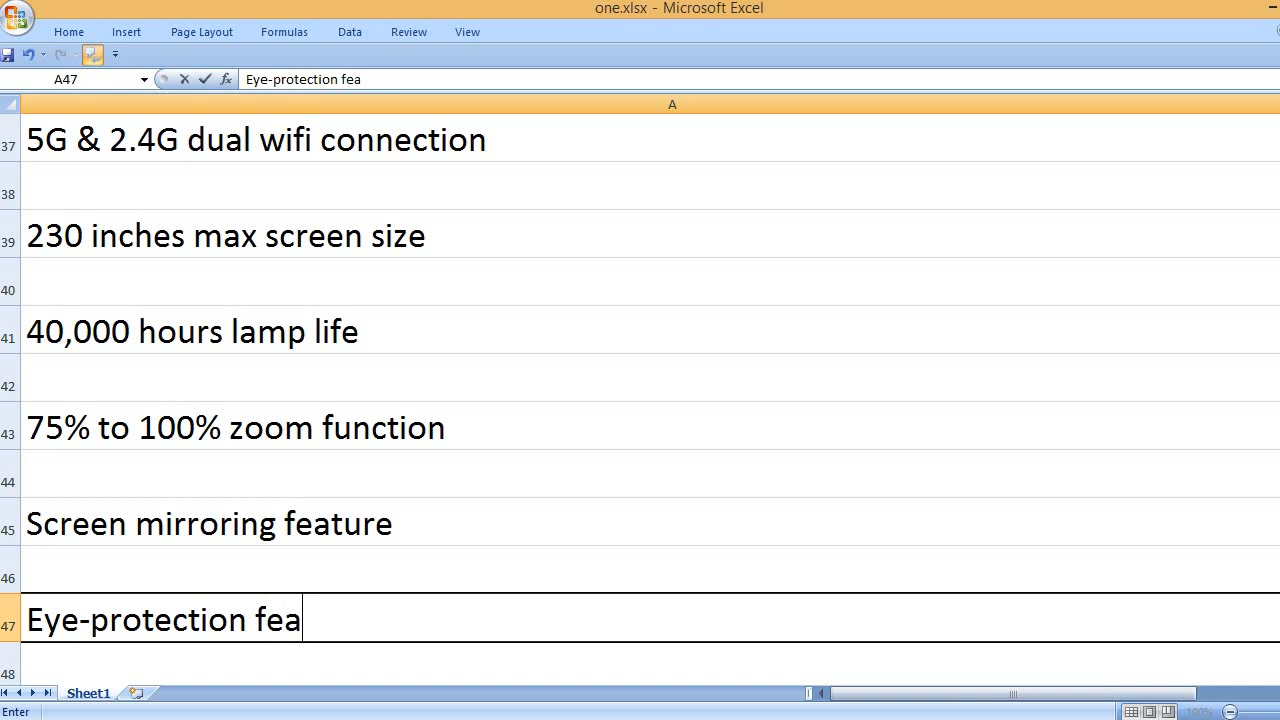 one.xlsx - Microsoft Excel
Home Insert Page Layout Formulas Data Review View
A47 fx Eye-protection fea
A
37 5G & 2.4G dual wifi connection
38
39 230 inches max screen size
40
41 40,000 hours lamp life
42
43 75% to 100% zoom function
44
45 Screen mirroring feature
46
47 Eye-protection fea
48
Sheet1
Enter 100%